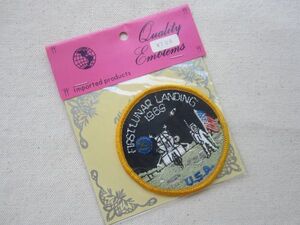 Quality
Emblems
imported products
FIRST LUNAR LANDING
1969
U.S.A.